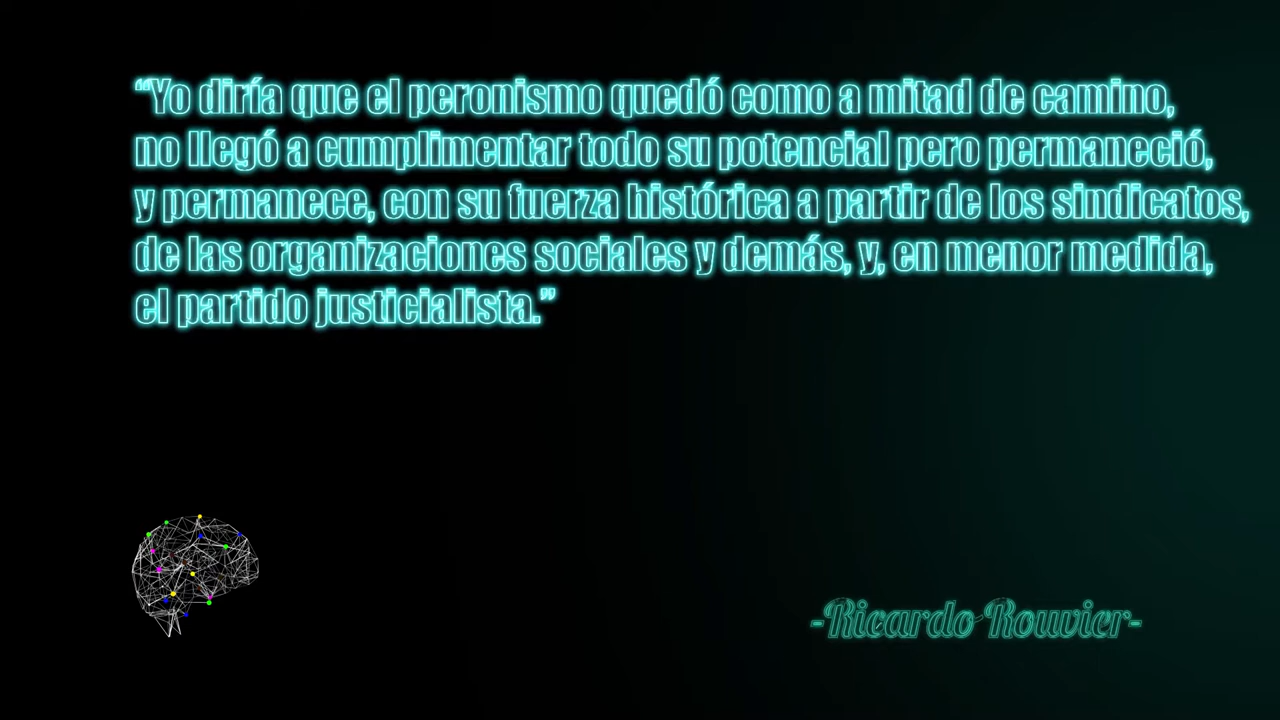 “Yo diría que el peronismo quedó como a mitad de camino,
no llegó a cumplimentar todo su potencial pero permaneció,
y permanece, con su fuerza histórica a partir de los sindicatos,
de las organizaciones sociales y demás, y, en menor medida,
el partido justicialista.”
-Ricardo Rouvier-